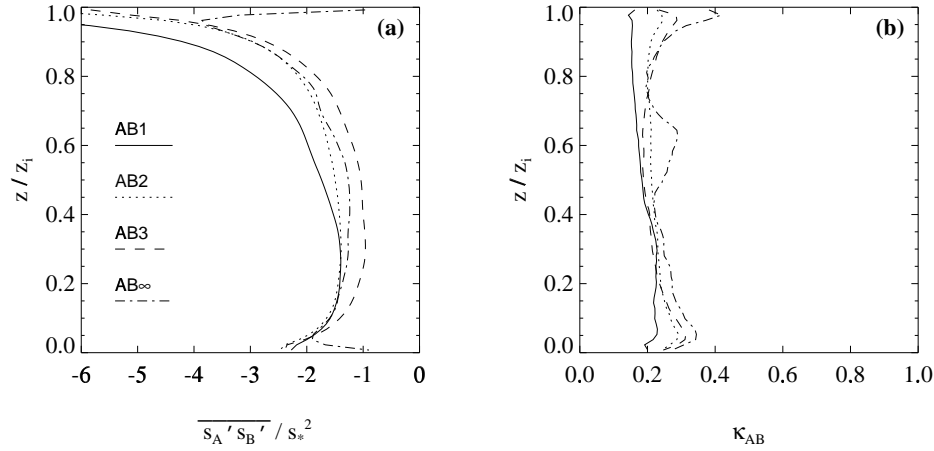 (a)
1.0
0.8
0.6
0.4
0.2
0.0
z / z_i
AB1
AB2
AB3
AB∞
-6 -5 -4 -3 -2 -1 0
s_A′ s_B′ / s_*^2
(b)
1.0
0.8
0.6
0.4
0.2
0.0
z / z_i
0.0 0.2 0.4 0.6 0.8 1.0
κ_AB